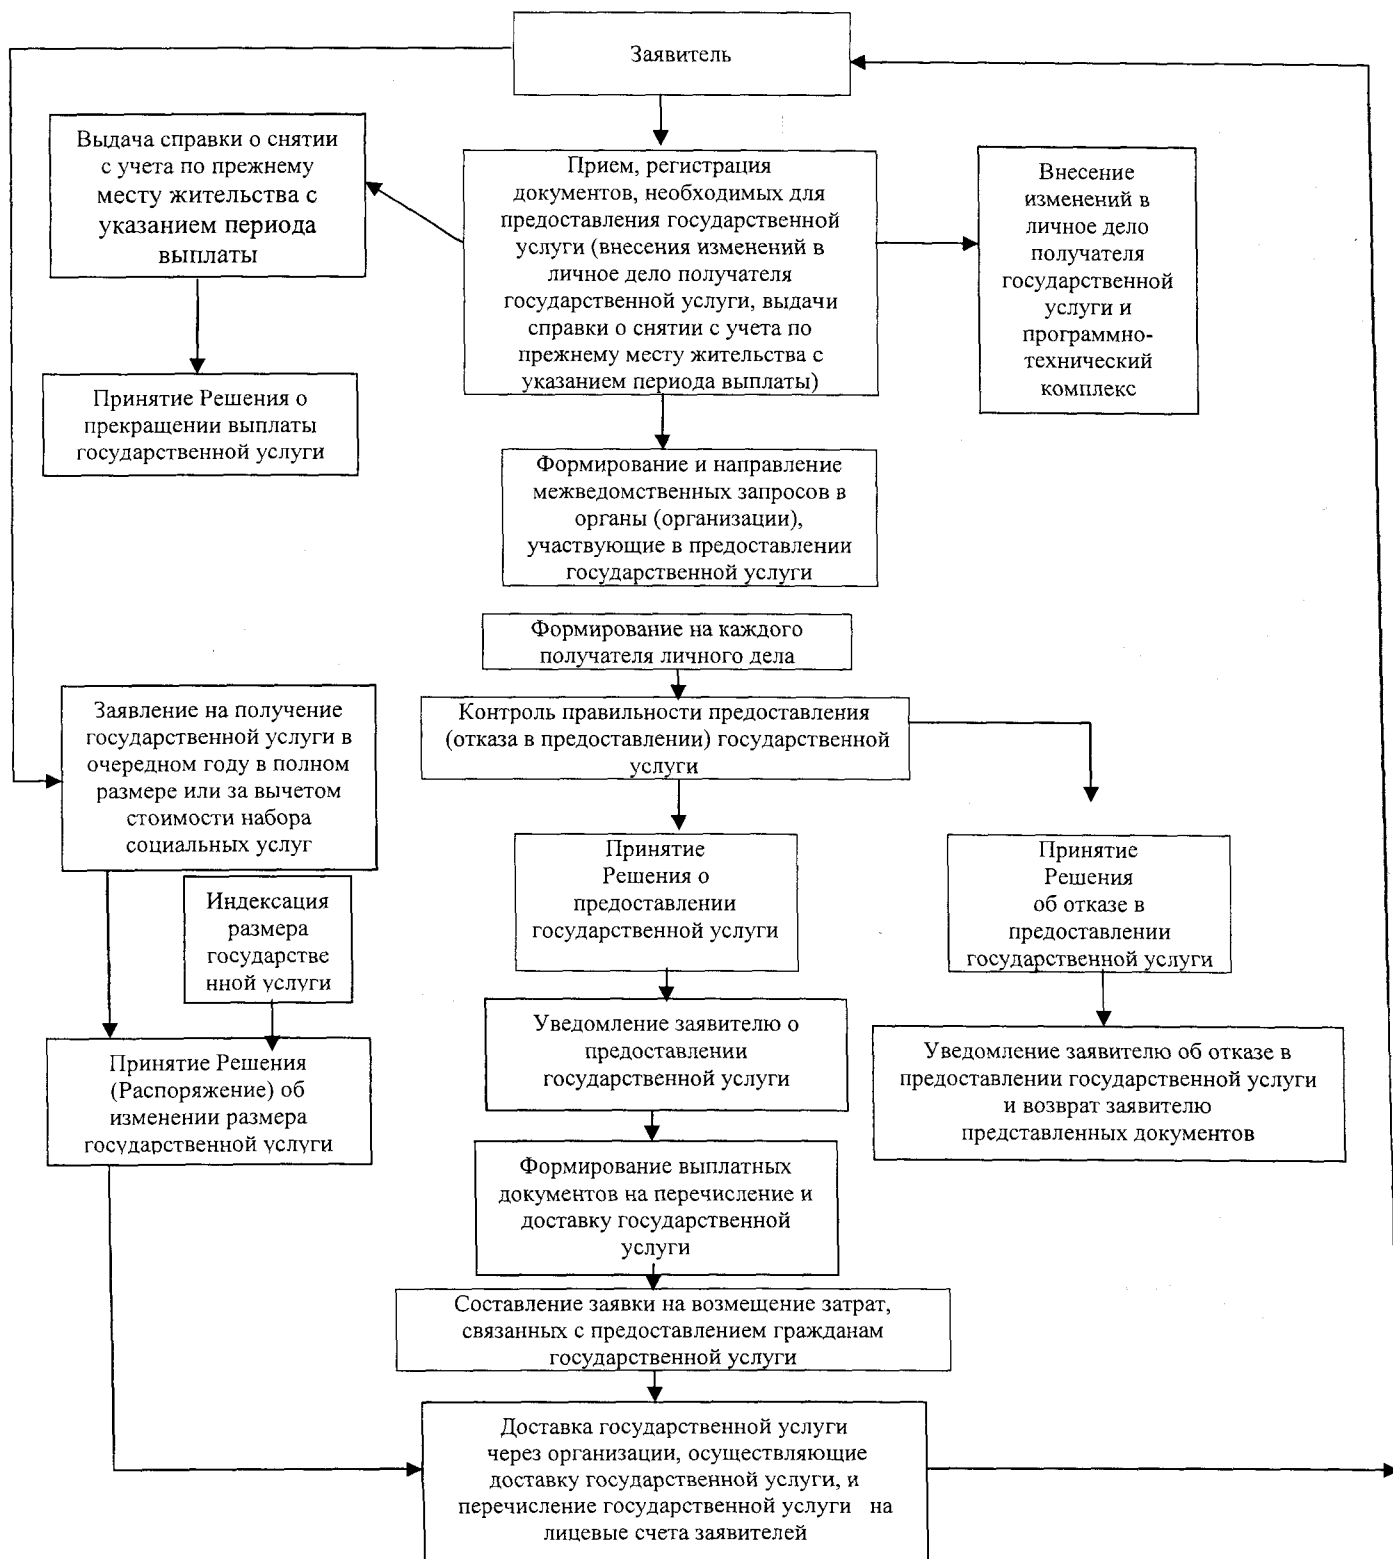 Заявитель
Выдача справки о снятии
с учета по прежнему
месту жительства с
указанием периода
выплаты
Прием, регистрация
документов, необходимых для
предоставления государственной
услуги (внесения изменений в
личное дело получателя
государственной услуги, выдачи
справки о снятии с учета по
прежнему месту жительства с
указанием периода выплаты)
Внесение
изменений в
личное дело
получателя
государственной
услуги и
программно-
технический
комплекс
Принятие Решения о
прекращении выплаты
государственной услуги
Формирование и направление
межведомственных запросов в
органы (организации),
участвующие в предоставлении
государственной услуги
Формирование на каждого
получателя личного дела
Заявление на получение
государственной услуги в
очередном году в полном
размере или за вычетом
стоимости набора
социальных услуг
Контроль правильности предоставления
(отказа в предоставлении) государственной
услуги
Принятие
Решения о
предоставлении
государственной услуги
Принятие
Решения
об отказе в
предоставлении
государственной услуги
Индексация
размера
государстве
нной услуги
Уведомление заявителю о
предоставлении
государственной услуги
Уведомление заявителю об отказе в
предоставлении государственной услуги
и возврат заявителю
представленных документов
Принятие Решения
(Распоряжение) об
изменении размера
государственной услуги
Формирование выплатных
документов на перечисление и
доставку государственной
услуги
Составление заявки на возмещение затрат,
связанных с предоставлением гражданам
государственной услуги
Доставка государственной услуги
через организации, осуществляющие
доставку государственной услуги, и
перечисление государственной услуги на
лицевые счета заявителей